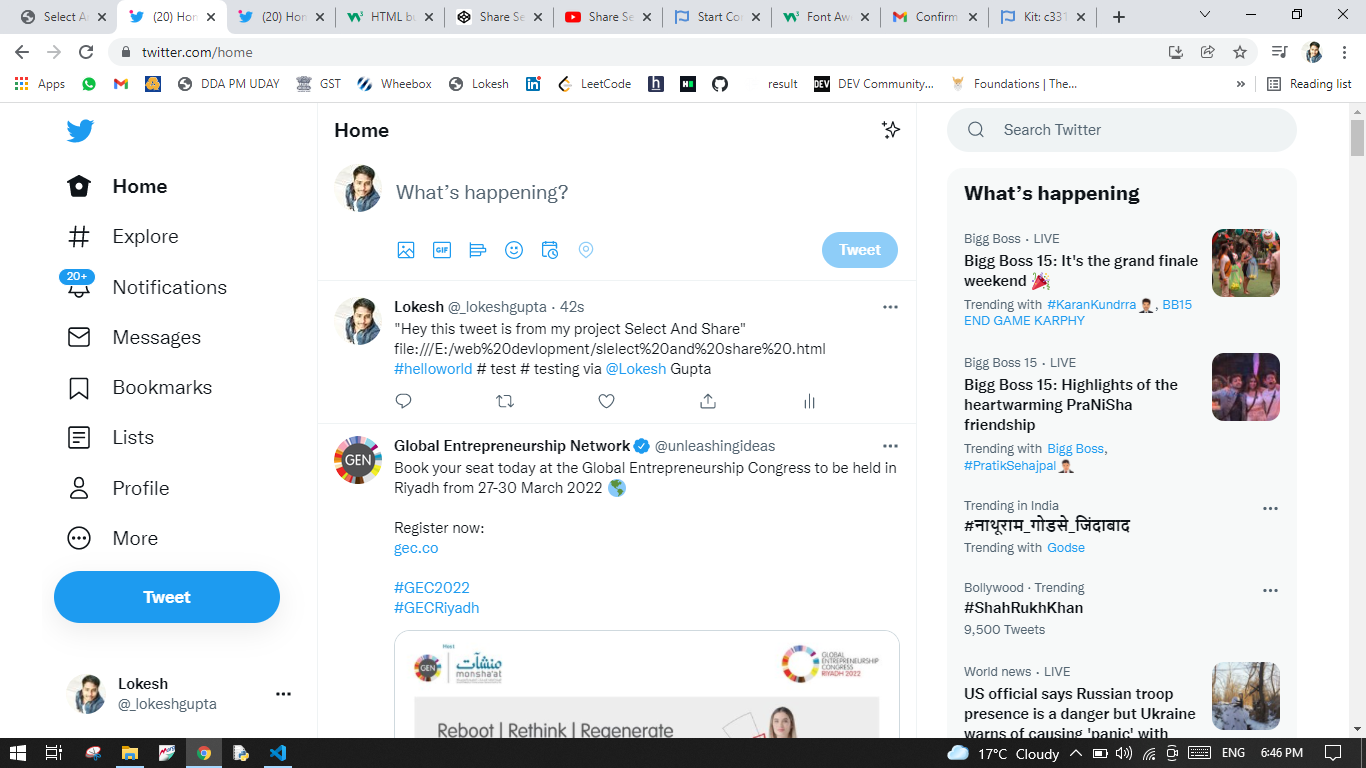 Select A
(20) Hon
(20) Hon
HTML bu
Share Se
Share Se
Start Cor
Font Aw
Confirm
Kit: c331
twitter.com/home
Apps
DDA PM UDAY
GST
Wheebox
Lokesh
LeetCode
result
DEV Community...
Foundations | The...
»
Reading list
Home
Explore
20+
Notifications
Messages
Bookmarks
Lists
Profile
More
Tweet
Lokesh
@_lokeshgupta
Home
What's happening?
GIF
Tweet
Lokesh @_lokeshgupta · 42s
"Hey this tweet is from my project Select And Share"
file:///E:/web%20devlopment/slelect%20and%20share%20.html
#helloworld # test # testing via @Lokesh Gupta
GEN
Global Entrepreneurship Network @unleashingideas
Book your seat today at the Global Entrepreneurship Congress to be held in
Riyadh from 27-30 March 2022 🌎
Register now:
gec.co
#GEC2022
#GECRiyadh
GEN
منشآت
monsha'at
GLOBAL
ENTREPRENEURSHIP
CONGRESS
RIYADH 2022
Reboot | Rethink | Regenerate
Search Twitter
What's happening
Bigg Boss · LIVE
Bigg Boss 15: It's the grand finale
weekend 🎉
Trending with #KaranKundrra, BB15
END GAME KARPHY
Bigg Boss 15 · LIVE
Bigg Boss 15: Highlights of the
heartwarming PraNiSha
friendship
Trending with Bigg Boss,
#PratikSehajpal
Trending in India
#नाथूराम_गोडसे_जिंदाबाद
Trending with Godse
Bollywood · Trending
#ShahRukhKhan
9,500 Tweets
World news · LIVE
US official says Russian troop
presence is a danger but Ukraine
warns of causing 'panic' with
17°C Cloudy
ENG
6:46 PM